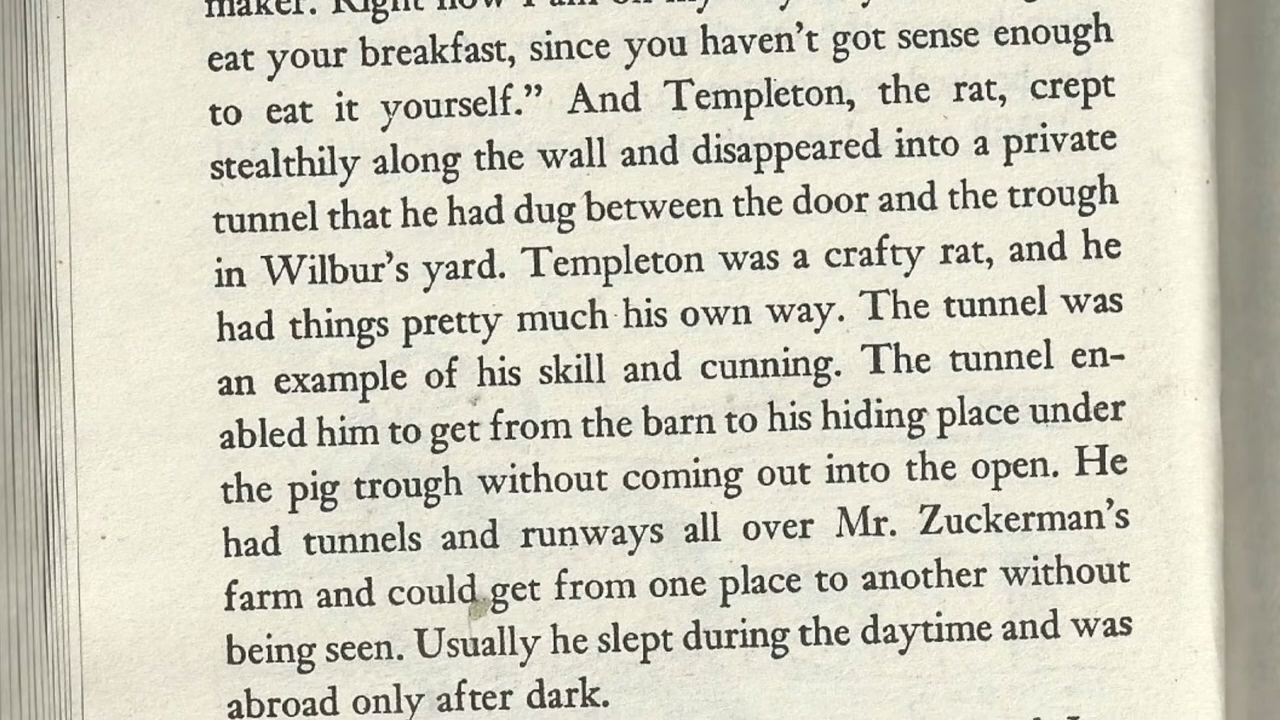 maker. Right now I am on my
eat your breakfast, since you haven't got sense enough
to eat it yourself.” And Templeton, the rat, crept
stealthily along the wall and disappeared into a private
tunnel that he had dug between the door and the trough
in Wilbur's yard. Templeton was a crafty rat, and he
had things pretty much his own way. The tunnel was
an example of his skill and cunning. The tunnel en-
abled him to get from the barn to his hiding place under
the pig trough without coming out into the open. He
had tunnels and runways all over Mr. Zuckerman's
farm and could get from one place to another without
being seen. Usually he slept during the daytime and was
abroad only after dark.